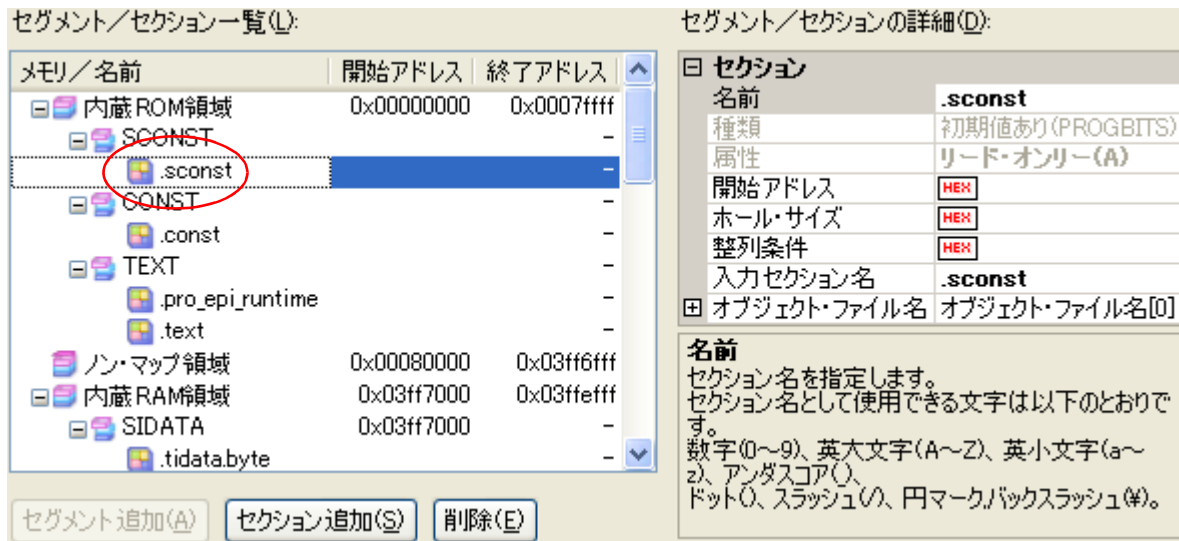 セグメント／セクション一覧(L):
メモリ／名前 開始アドレス 終了アドレス
内蔵ROM領域 0x00000000 0x0007ffff
SCONST -
.sconst -
CONST -
.const -
TEXT -
.pro_epi_runtime -
.text -
ノン・マップ領域 0x00080000 0x03ff6fff
内蔵RAM領域 0x03ff7000 0x03ffefff
SIDATA 0x03ff7000 -
.tidata.byte -
セグメント追加(A) セクション追加(S) 削除(E)
セグメント／セクションの詳細(D):
セクション
名前 .sconst
種類 初期値あり(PROGBITS)
属性 リード・オンリー(A)
開始アドレス HEX
ホール・サイズ HEX
整列条件 HEX
入力セクション名 .sconst
オブジェクト・ファイル名 オブジェクト・ファイル名[0]
名前
セクション名を指定します。
セクション名として使用できる文字は以下のとおりで
す。
数字(0～9)、英大文字(A～Z)、英小文字(a～
z)、アンダスコア(_)、
ドット(.)、スラッシュ(/)、円マーク/バックスラッシュ(¥)。